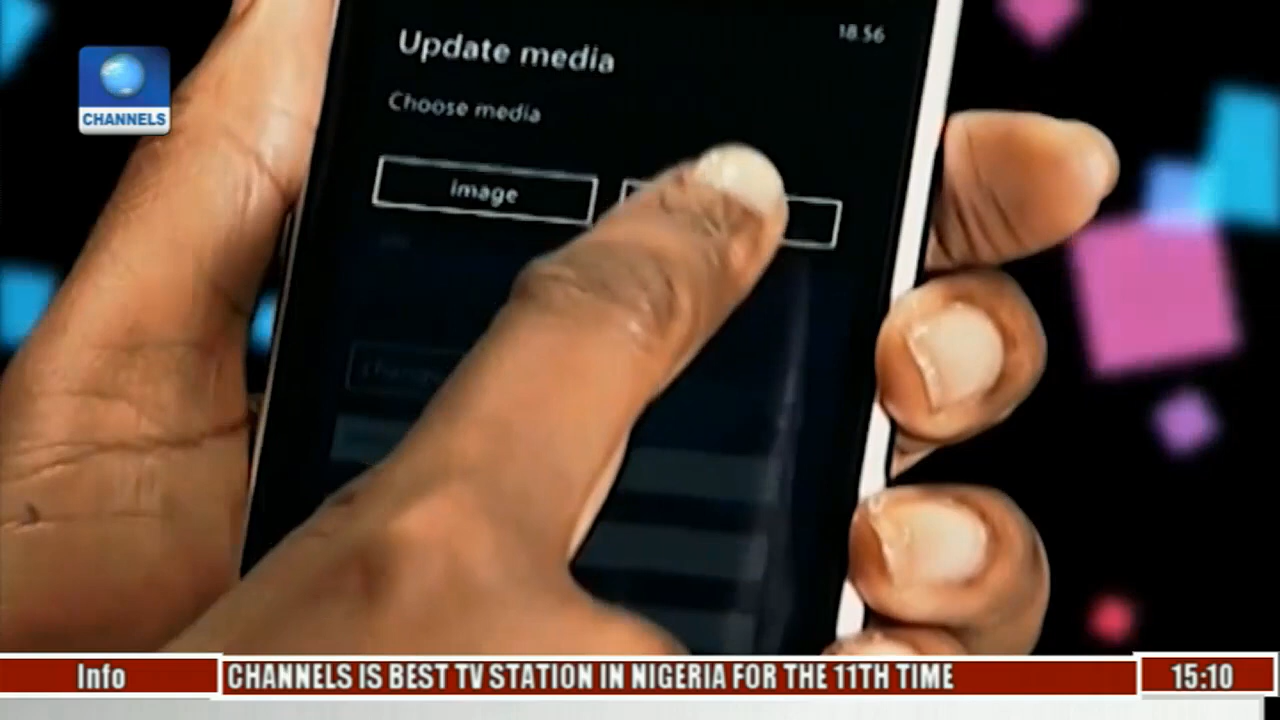 18.56
Update media
CHANNELS
Choose media
image
Info
CHANNELS IS BEST TV STATION IN NIGERIA FOR THE 11TH TIME
15:10